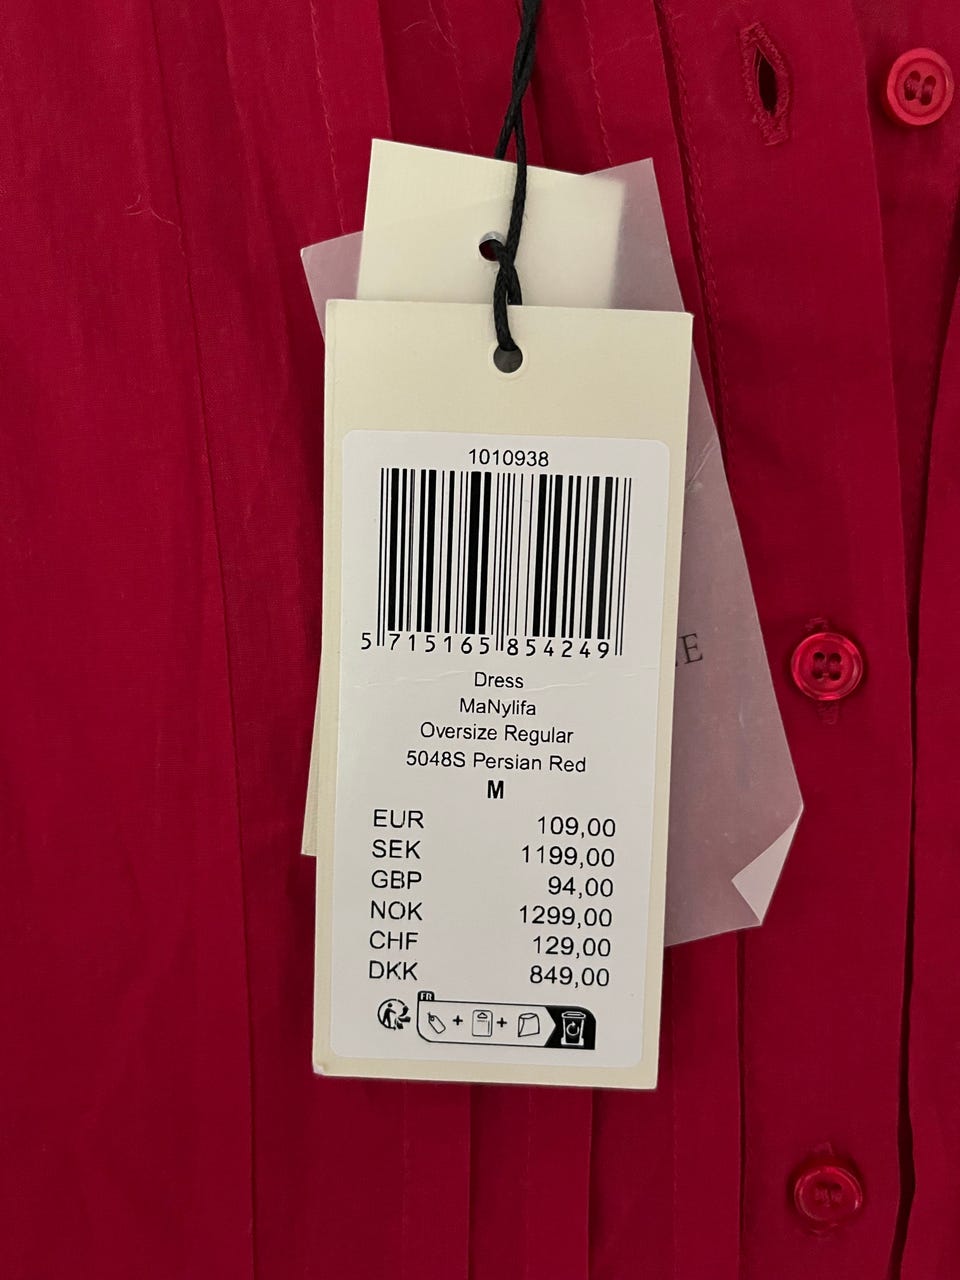 1010938
5 715165 854249
Dress
MaNylifa
Oversize Regular
5048S Persian Red
M
EUR 109,00
SEK 1199,00
GBP 94,00
NOK 1299,00
CHF 129,00
DKK 849,00
FR
E